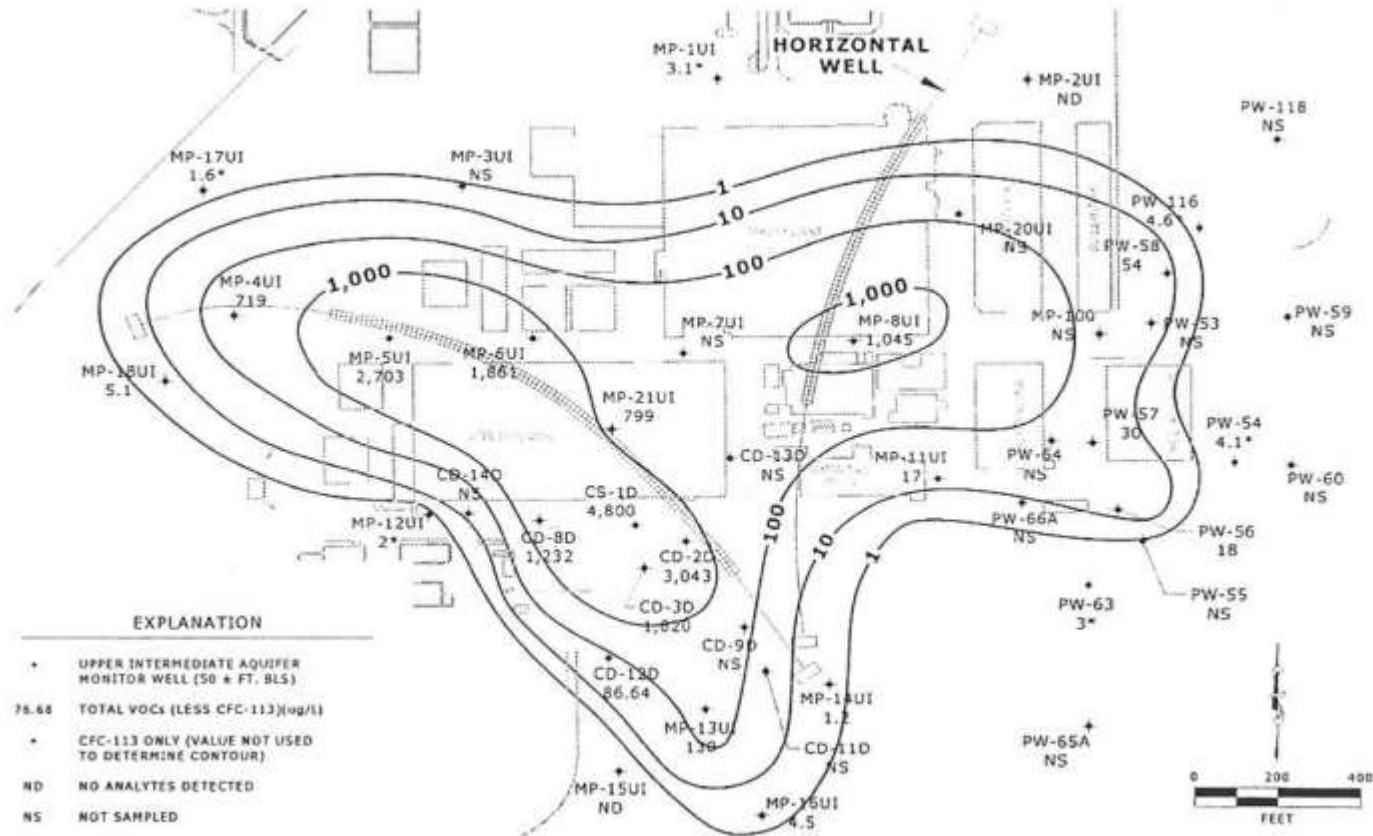 MP-1UI
3.1*
HORIZONTAL
WELL
MP-2UI
ND
PW-118
NS
MP-17UI
1.6*
MP-3UI
NS
1
10
100
PW-116
4.6*
MP-20UI
NS
PW-58
54
MP-4UI
719
1,000
1,000
MP-7UI
NS
MP-8UI
1,045
MP-100
NS
PW-53
NS
PW-59
NS
MP-18UI
5.1
MP-5UI
2,703
MP-6UI
1,861
MP-21UI
799
PW-57
30
PW-54
4.1*
CD-14D
NS
CD-13D
NS
MP-11UI
17
PW-64
NS
PW-60
NS
MP-12UI
2*
CS-1D
4,800
CD-8D
1,232
CD-2D
3,043
100
10
1
PW-66A
NS
PW-56
18
CD-3D
1,820
PW-55
NS
PW-63
3*
EXPLANATION
UPPER INTERMEDIATE AQUIFER
MONITOR WELL (50 ± FT. BLS)
76.68 TOTAL VOCs (LESS CFC-113)(ug/L)
* CFC-113 ONLY (VALUE NOT USED
TO DETERMINE CONTOUR)
ND NO ANALYTES DETECTED
NS NOT SAMPLED
CD-9D
NS
CD-12D
86.64
MP-13UI
130
MP-14UI
1.2
CD-11D
NS
PW-65A
NS
MP-15UI
ND
MP-16UI
4.5
0 200 400
FEET